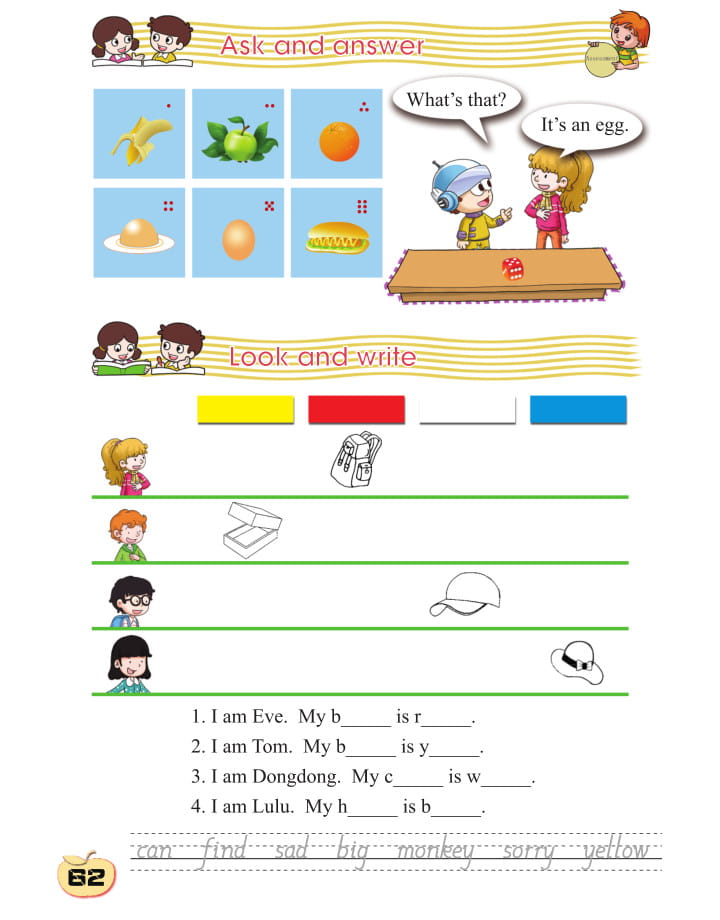 Ask and answer
Assessment
What's that?
It's an egg.
Look and write
1. I am Eve. My b_____ is r_____.
2. I am Tom. My b_____ is y_____.
3. I am Dongdong. My c_____ is w_____.
4. I am Lulu. My h_____ is b_____.
can find sad big monkey sorry yellow
62